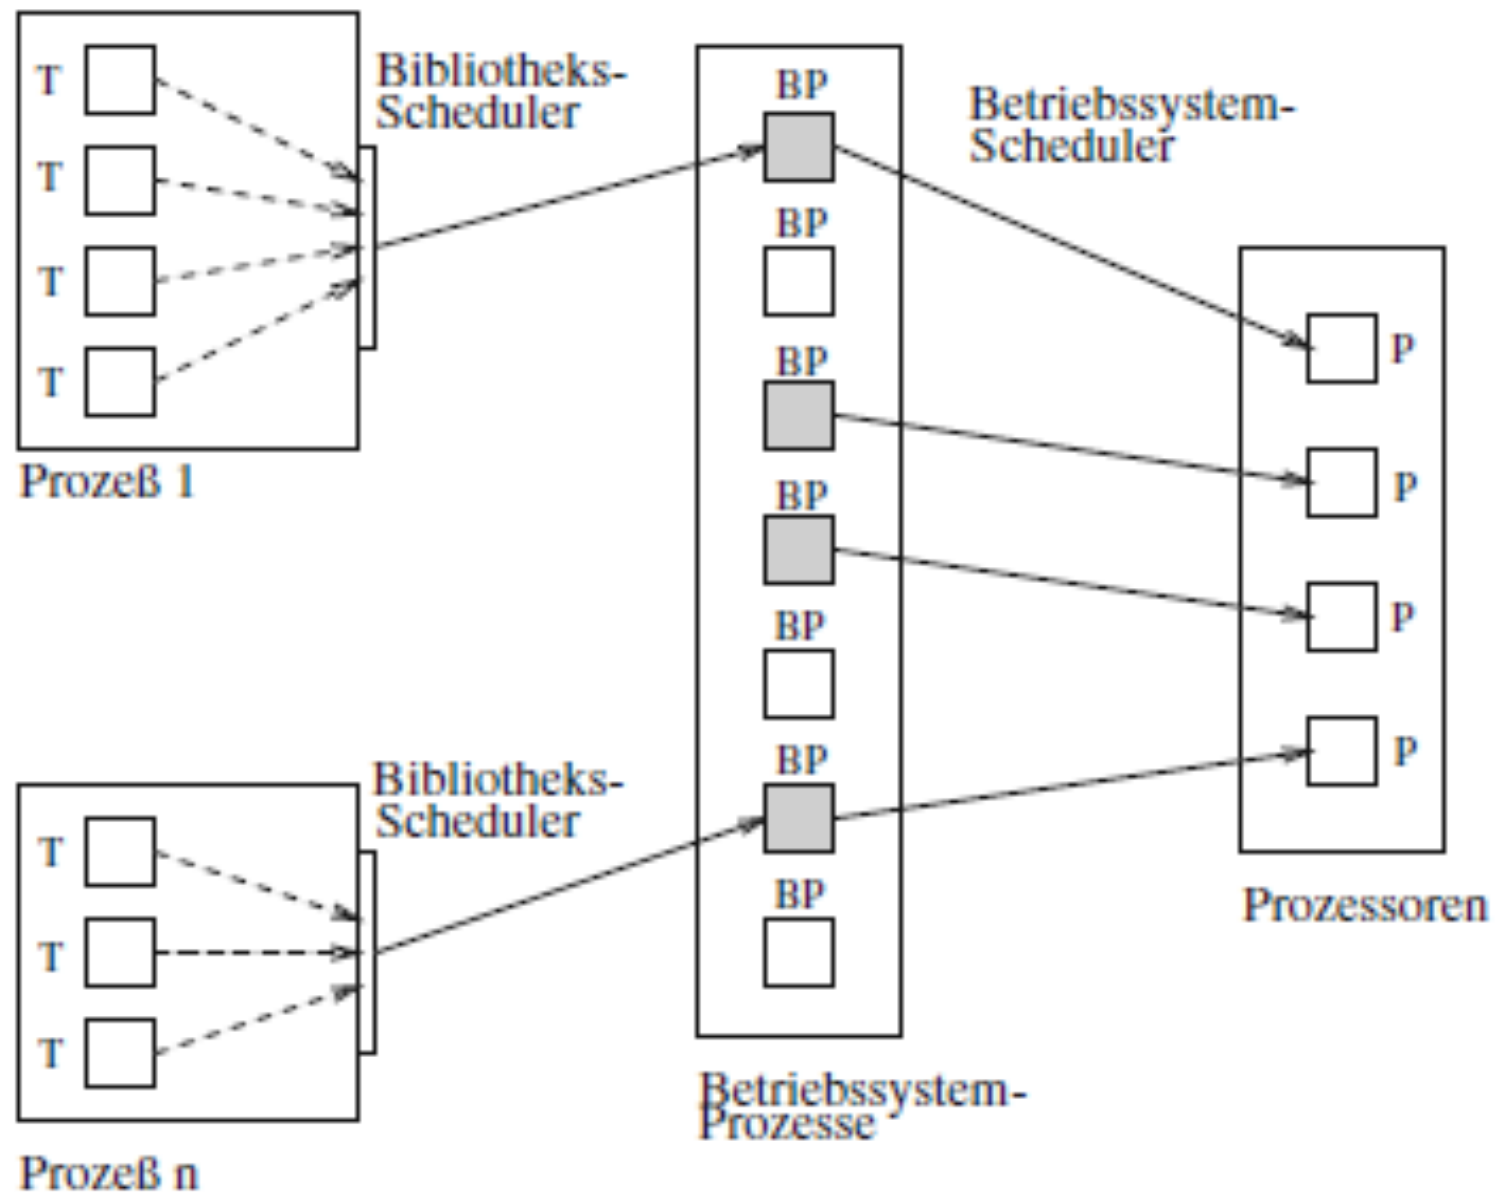 T
T
T
T
Bibliotheks-
Scheduler
Prozeß 1
T
T
T
Bibliotheks-
Scheduler
Prozeß n
BP
BP
BP
BP
BP
BP
BP
Betriebssystem-
Prozesse
Betriebssystem-
Scheduler
P
P
P
P
Prozessoren